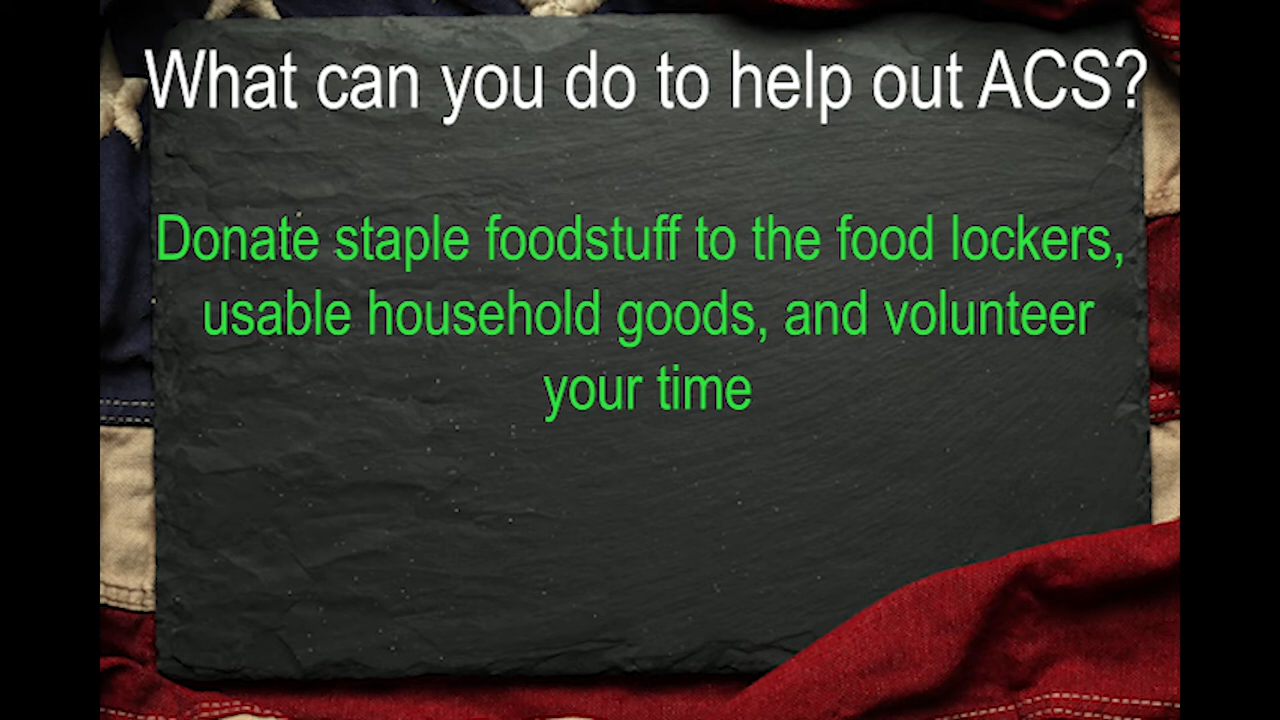 What can you do to help out ACS?
Donate staple foodstuff to the food lockers,
usable household goods, and volunteer
your time